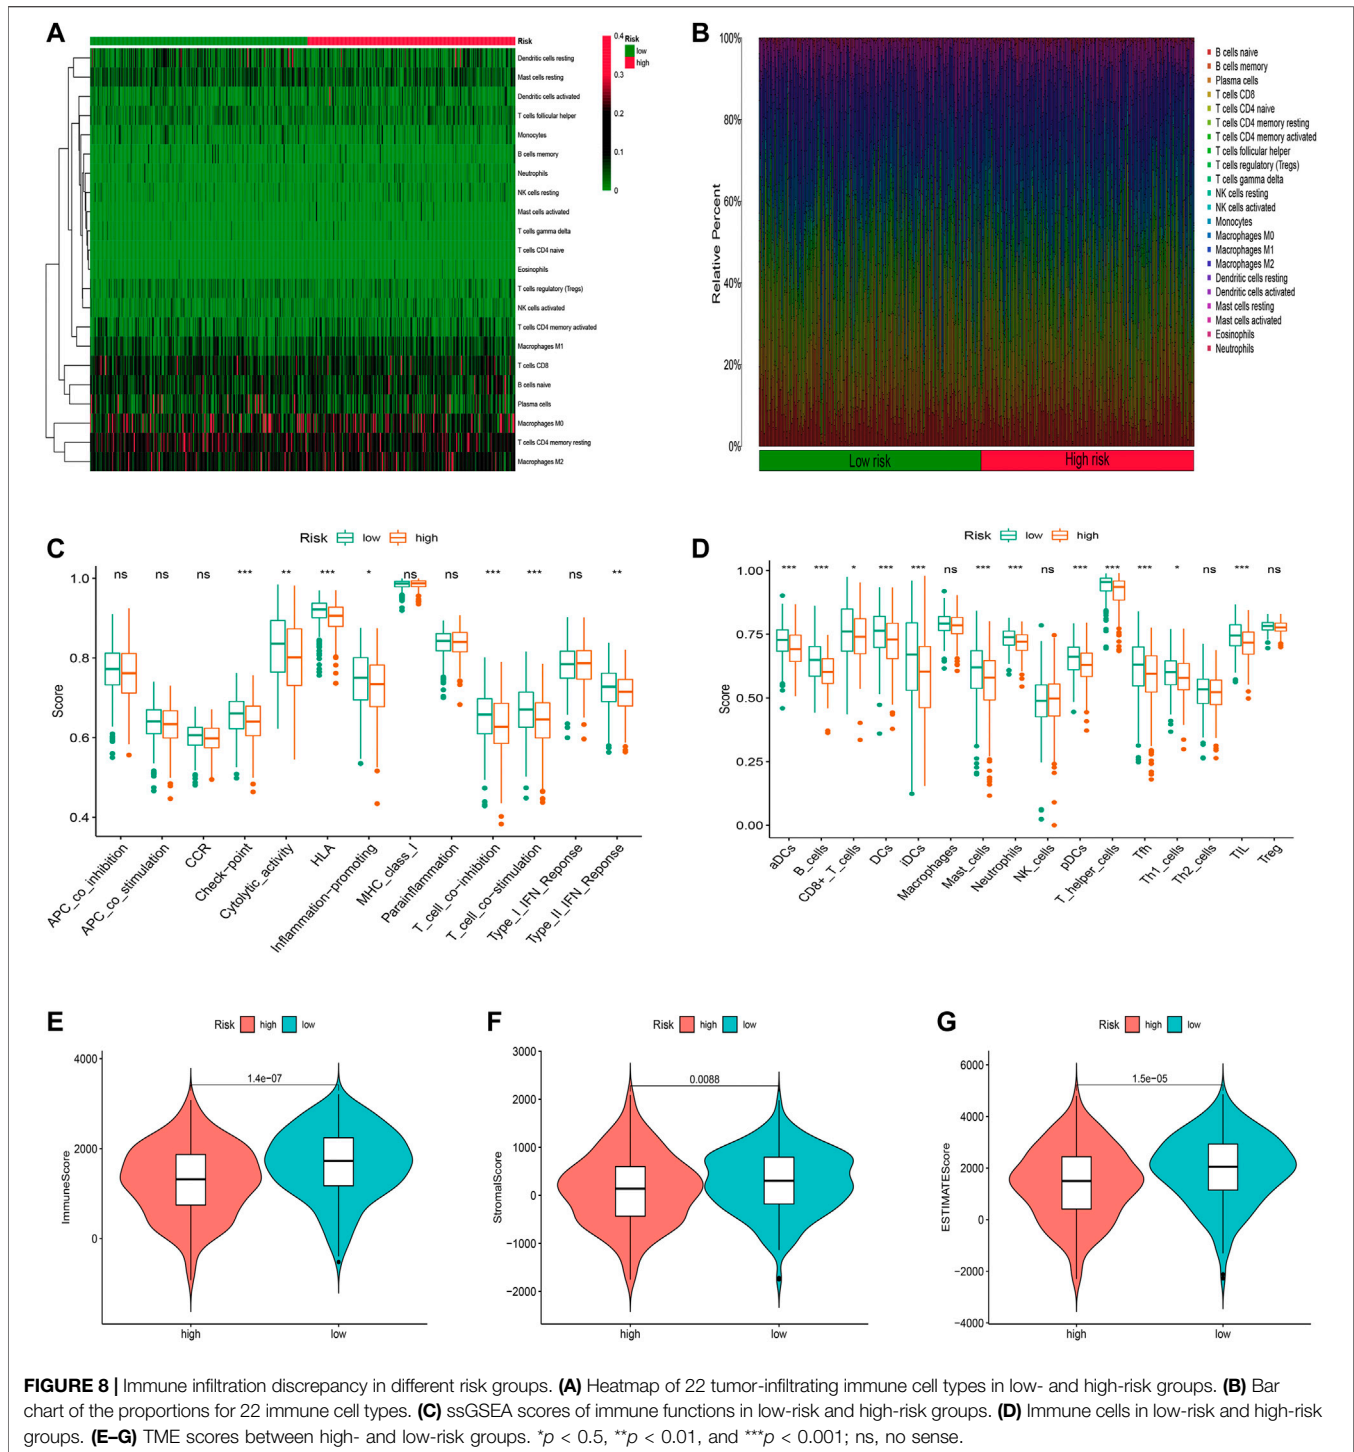 A
Risk
Dendritic cells resting
Mast cells resting
Dendritic cells activated
T cells follicular helper
Monocytes
B cells memory
Neutrophils
NK cells resting
Mast cells activated
T cells gamma delta
T cells CD4 naive
Eosinophils
T cells regulatory (Tregs)
NK cells activated
T cells CD4 memory activated
Macrophages M1
T cells CD8
B cells naive
Plasma cells
Macrophages M0
T cells CD4 memory resting
Macrophages M2
0.4
0.3
0.2
0.1
0
Risk
low
high
B
Relative Percent
100%
80%
60%
40%
20%
0%
Low risk
High risk
B cells naive
B cells memory
Plasma cells
T cells CD8
T cells CD4 naive
T cells CD4 memory resting
T cells CD4 memory activated
T cells follicular helper
T cells regulatory (Tregs)
T cells gamma delta
NK cells resting
NK cells activated
Monocytes
Macrophages M0
Macrophages M1
Macrophages M2
Dendritic cells resting
Dendritic cells activated
Mast cells resting
Mast cells activated
Eosinophils
Neutrophils
C
Risk low high
ns ns ns *** ** *** * ns ns *** *** ns **
Score
1.0
0.8
0.6
0.4
APC_co_inhibition
APC_co_stimulation
CCR
Check-point
Cytolytic_activity
HLA
Inflammation-promoting
MHC_class_I
Parainflammation
T_cell_co-inhibition
T_cell_co-stimulation
Type_I_IFN_Reponse
Type_II_IFN_Reponse
D
Risk low high
*** *** * *** *** ns *** *** ns *** *** *** * ns *** ns
Score
1.00
0.75
0.50
0.25
0.00
aDCs
B_cells
CD8+_T_cells
DCs
iDCs
Macrophages
Mast_cells
Neutrophils
NK_cells
pDCs
T_helper_cells
Tfh
Th1_cells
Th2_cells
TIL
Treg
E
Risk high low
1.4e-07
ImmuneScore
4000
2000
0
high low
F
Risk high low
0.0088
StromalScore
3000
2000
1000
0
−1000
−2000
high low
G
Risk high low
1.5e-05
ESTIMATEScore
6000
4000
2000
0
−2000
−4000
high low
FIGURE 8 | Immune infiltration discrepancy in different risk groups. (A) Heatmap of 22 tumor-infiltrating immune cell types in low- and high-risk groups. (B) Bar
chart of the proportions for 22 immune cell types. (C) ssGSEA scores of immune functions in low-risk and high-risk groups. (D) Immune cells in low-risk and high-risk
groups. (E–G) TME scores between high- and low-risk groups. *p < 0.5, **p < 0.01, and ***p < 0.001; ns, no sense.